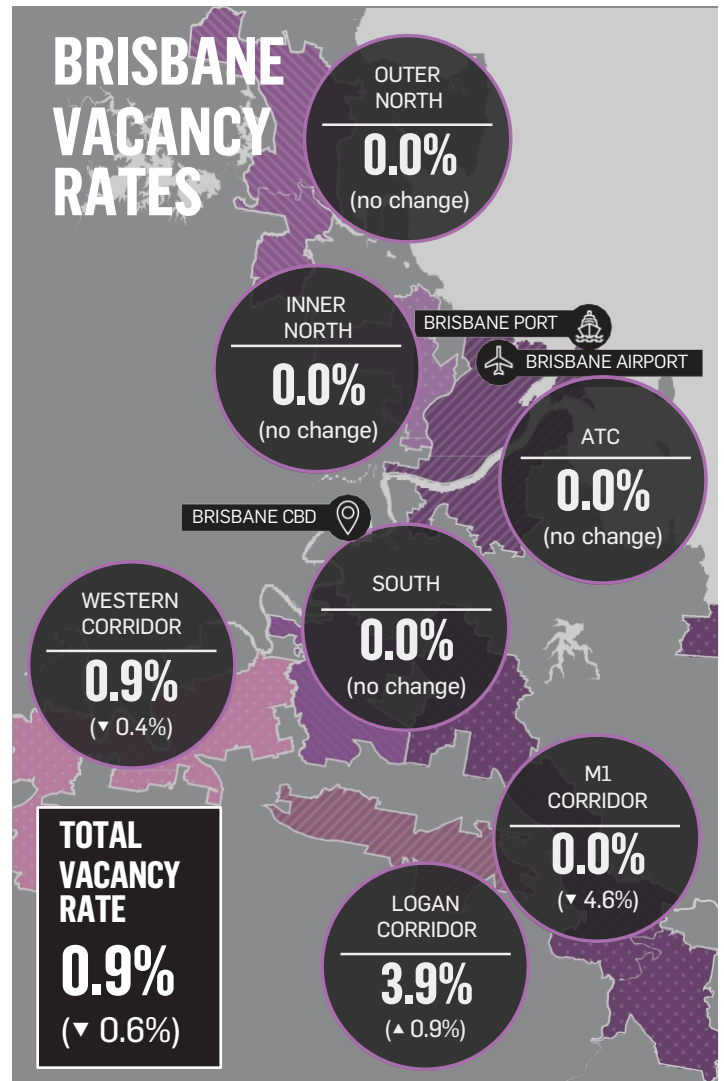 BRISBANE
VACANCY
RATES
OUTER
NORTH
0.0%
(no change)
INNER
NORTH
0.0%
(no change)
BRISBANE PORT
BRISBANE AIRPORT
ATC
0.0%
(no change)
BRISBANE CBD
SOUTH
0.0%
(no change)
WESTERN
CORRIDOR
0.9%
(▼ 0.4%)
M1
CORRIDOR
0.0%
(▼ 4.6%)
LOGAN
CORRIDOR
3.9%
(▲ 0.9%)
TOTAL
VACANCY
RATE
0.9%
(▼ 0.6%)